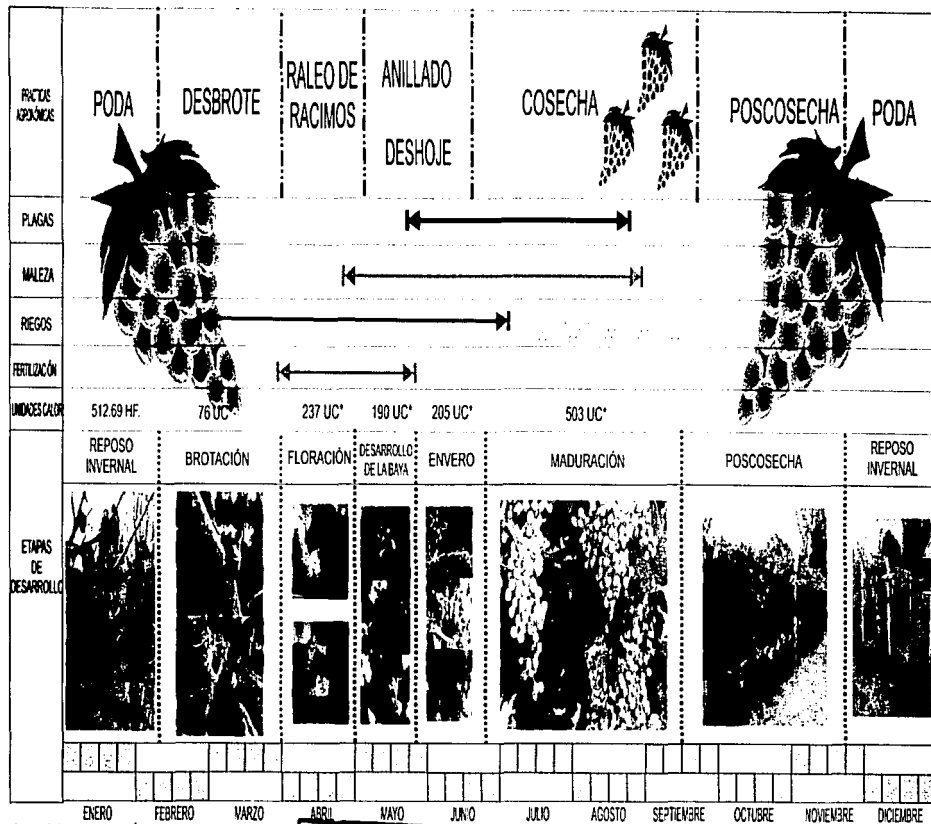 PRACTICAS
AGRONÓMICAS
PODA
DESBROTE
RALEO DE
RACIMOS
ANILLADO
DESHOJE
COSECHA
POSCOSECHA
PODA
PLAGAS
MALEZA
RIEGOS
FERTILIZACIÓN
UNIDADES CALOR
512.69 HF.
76 UC*
237 UC*
190 UC*
205 UC*
503 UC*
ETAPAS
DE
DESARROLLO
REPOSO
INVERNAL
BROTACIÓN
FLORACIÓN
DESARROLLO
DE LA BAYA
ENVERO
MADURACIÓN
POSCOSECHA
REPOSO
INVERNAL
ENERO
FEBRERO
MARZO
ABRIL
MAYO
JUNIO
JULIO
AGOSTO
SEPTIEMBRE
OCTUBRE
NOVIEMBRE
DICIEMBRE